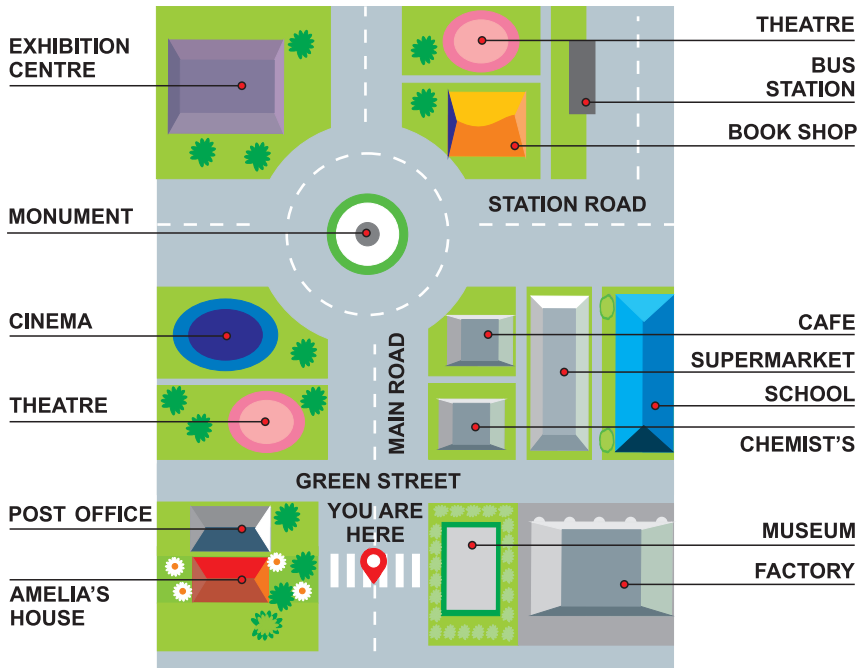 EXHIBITION
CENTRE
MONUMENT
CINEMA
THEATRE
POST OFFICE
AMELIA'S
HOUSE
STATION ROAD
MAIN ROAD
GREEN STREET
YOU ARE
HERE
THEATRE
BUS
STATION
BOOK SHOP
CAFE
SUPERMARKET
SCHOOL
CHEMIST'S
MUSEUM
FACTORY